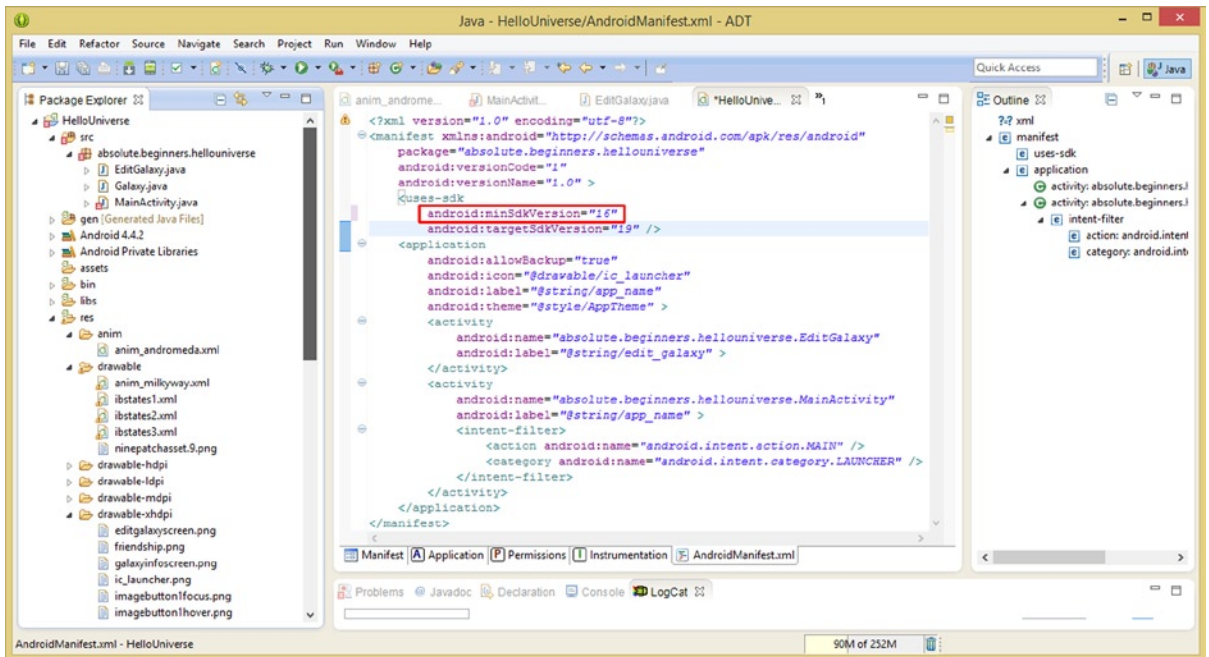 Java - HelloUniverse/AndroidManifest.xml - ADT
File Edit Refactor Source Navigate Search Project Run Window Help
Quick Access
Java
Package Explorer
HelloUniverse
src
absolute.beginners.hellouniverse
EditGalaxy.java
Galaxy.java
MainActivity.java
gen [Generated Java Files]
Android 4.4.2
Android Private Libraries
assets
bin
libs
res
anim
anim_andromeda.xml
drawable
anim_milkyway.xml
ibstates1.xml
ibstates2.xml
ibstates3.xml
ninepatchasset.9.png
drawable-hdpi
drawable-ldpi
drawable-mdpi
drawable-xhdpi
editgalaxyscreen.png
friendship.png
galaxyinfoscreen.png
ic_launcher.png
imagebutton1focus.png
imagebutton1hover.png
anim_androme... MainActivit... EditGalaxy.java *HelloUnive... »1
<?xml version="1.0" encoding="utf-8"?>
<manifest xmlns:android="http://schemas.android.com/apk/res/android"
package="absolute.beginners.hellouniverse"
android:versionCode="1"
android:versionName="1.0" >
<uses-sdk
android:minSdkVersion="16"
android:targetSdkVersion="19" />
<application
android:allowBackup="true"
android:icon="@drawable/ic_launcher"
android:label="@string/app_name"
android:theme="@style/AppTheme" >
<activity
android:name="absolute.beginners.hellouniverse.EditGalaxy"
android:label="@string/edit_galaxy" >
</activity>
<activity
android:name="absolute.beginners.hellouniverse.MainActivity"
android:label="@string/app_name" >
<intent-filter>
<action android:name="android.intent.action.MAIN" />
<category android:name="android.intent.category.LAUNCHER" />
</intent-filter>
</activity>
</application>
</manifest>
Manifest A Application P Permissions I Instrumentation AndroidManifest.xml
Outline
?-? xml
e manifest
e uses-sdk
e application
activity: absolute.beginners.
activity: absolute.beginners.
e intent-filter
e action: android.intent
e category: android.int
Problems @ Javadoc Declaration Console LogCat
AndroidManifest.xml - HelloUniverse
90M of 252M